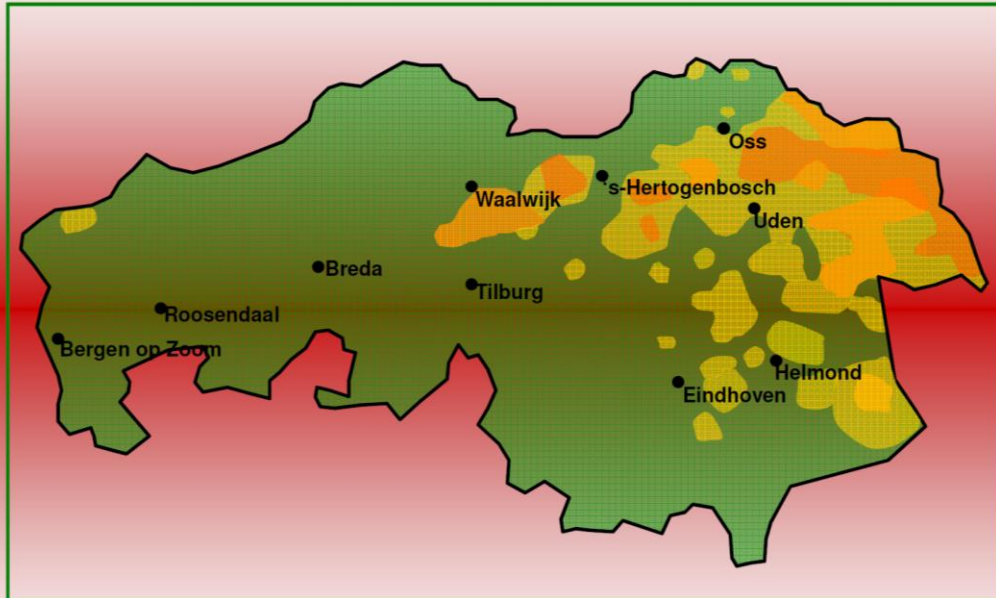 Oss
's-Hertogenbosch
Waalwijk
Uden
Breda
Tilburg
Roosendaal
Bergen op Zoom
Helmond
Eindhoven